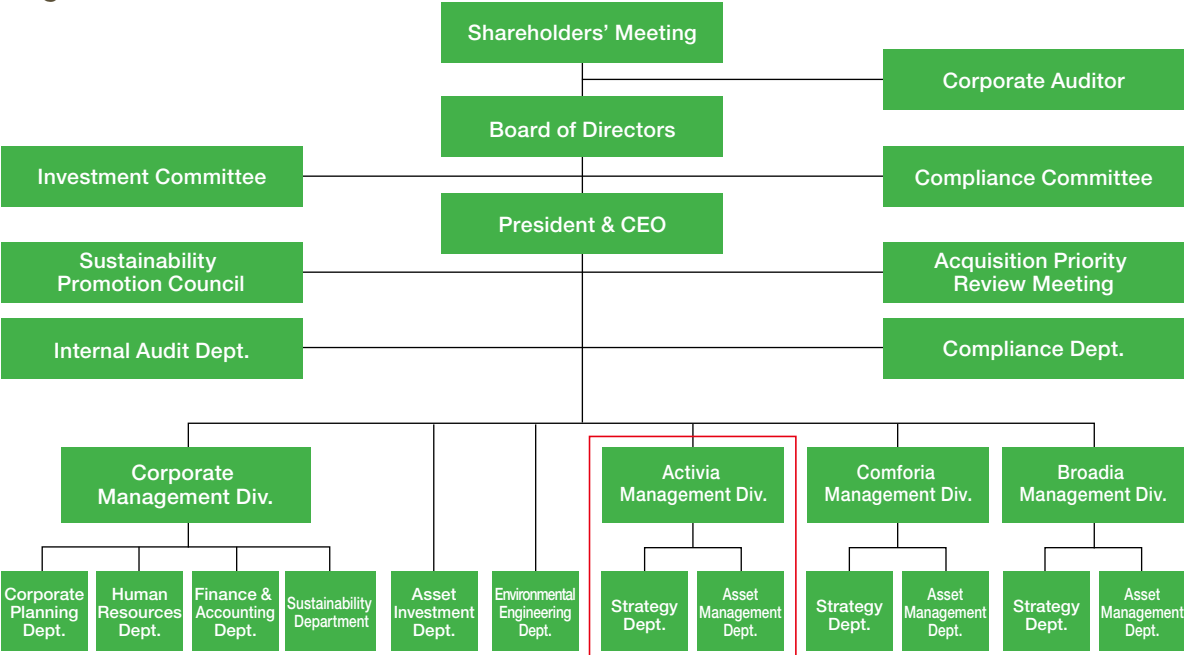 Shareholders' Meeting
Corporate Auditor
Board of Directors
Investment Committee
Compliance Committee
President & CEO
Sustainability
Promotion Council
Acquisition Priority
Review Meeting
Internal Audit Dept.
Compliance Dept.
Corporate
Management Div.
Activia
Management Div.
Comforia
Management Div.
Broadia
Management Div.
Corporate
Planning
Dept.
Human
Resources
Dept.
Finance &
Accounting
Dept.
Sustainability
Department
Asset
Investment
Dept.
Environmental
Engineering
Dept.
Strategy
Dept.
Asset
Management
Dept.
Strategy
Dept.
Asset
Management
Dept.
Strategy
Dept.
Asset
Management
Dept.